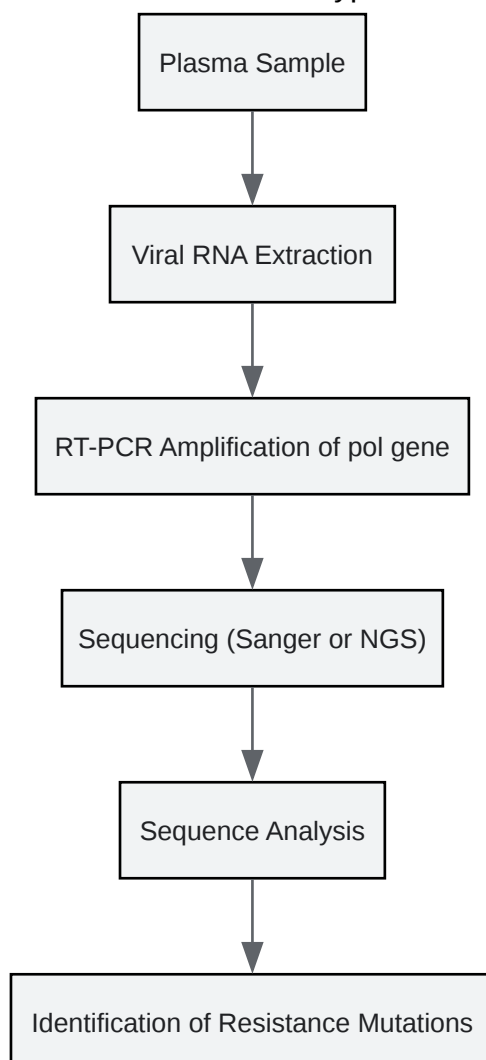 Plasma Sample
Viral RNA Extraction
RT-PCR Amplification of pol gene
Sequencing (Sanger or NGS)
Sequence Analysis
Identification of Resistance Mutations